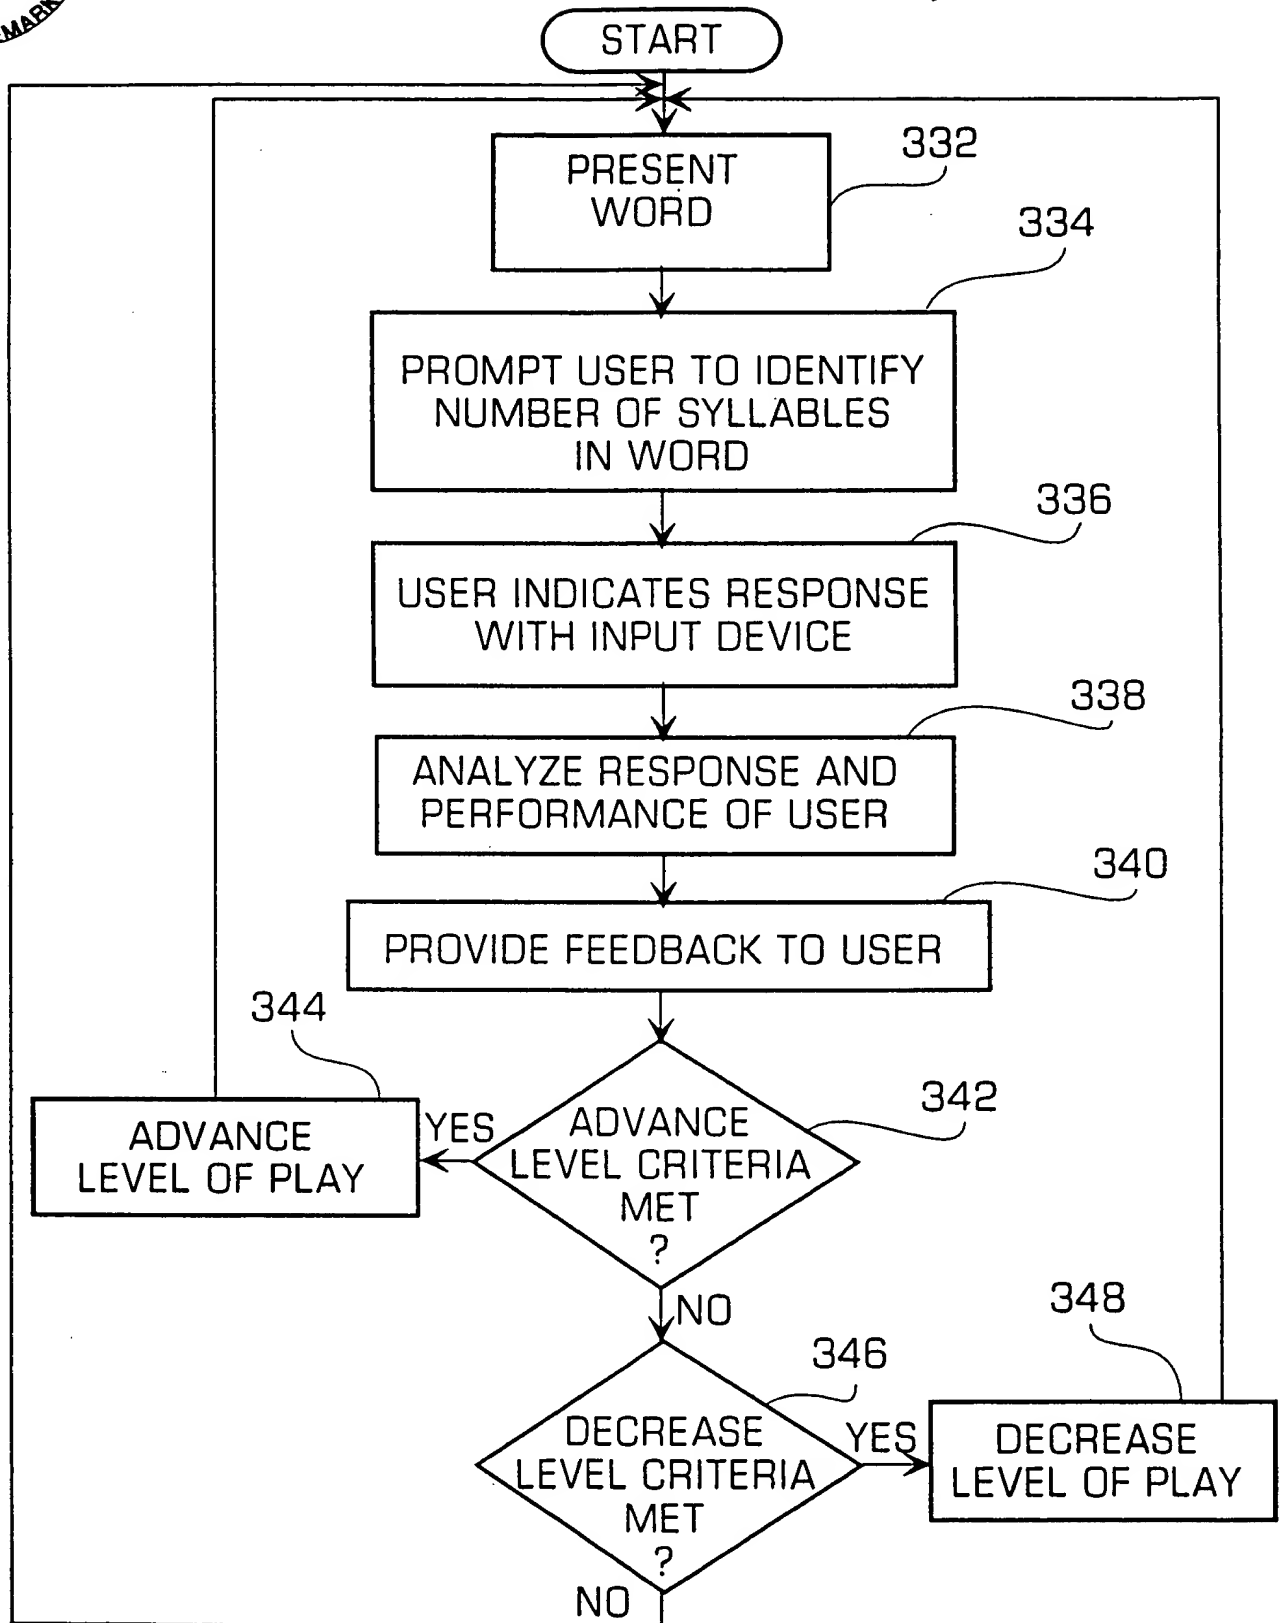 MARK
START
332
PRESENT
WORD
334
PROMPT USER TO IDENTIFY
NUMBER OF SYLLABLES
IN WORD
336
USER INDICATES RESPONSE
WITH INPUT DEVICE
338
ANALYZE RESPONSE AND
PERFORMANCE OF USER
340
PROVIDE FEEDBACK TO USER
344
342
ADVANCE
LEVEL OF PLAY
YES
ADVANCE
LEVEL CRITERIA
MET
?
NO
348
346
DECREASE
LEVEL CRITERIA
MET
?
YES
DECREASE
LEVEL OF PLAY
NO